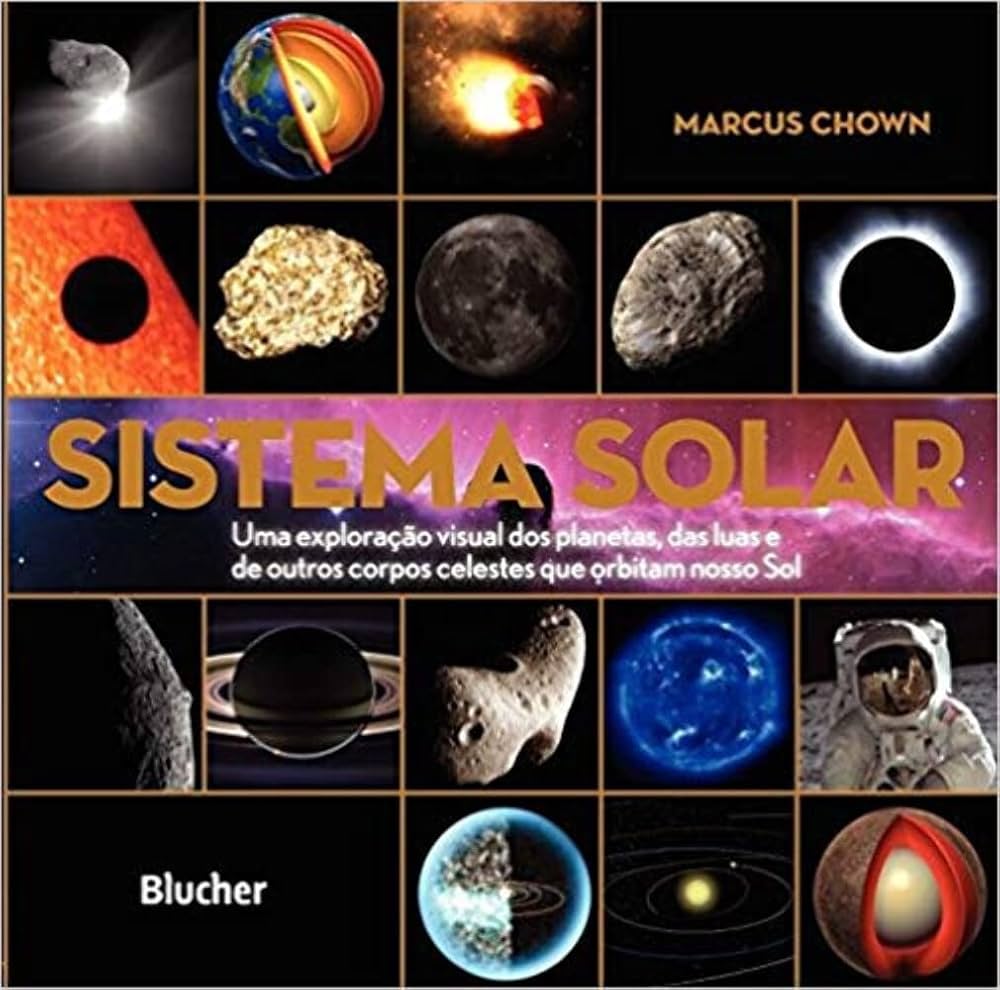 MARCUS CHOWN
SISTEMA SOLAR
Uma exploração visual dos planetas, das luas e
de outros corpos celestes que orbitam nosso Sol
Blucher